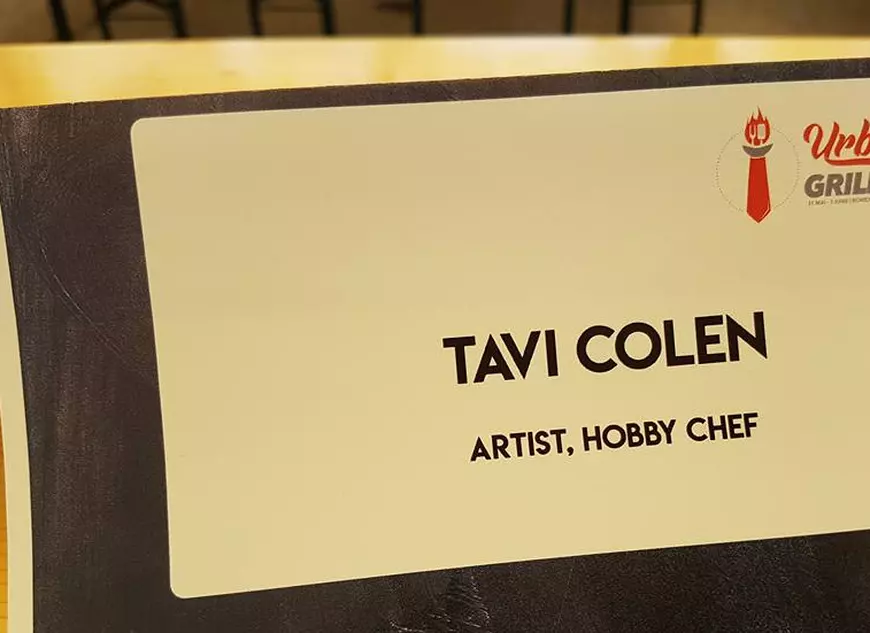 Urb
GRILL
TAVI COLEN
ARTIST, HOBBY CHEF